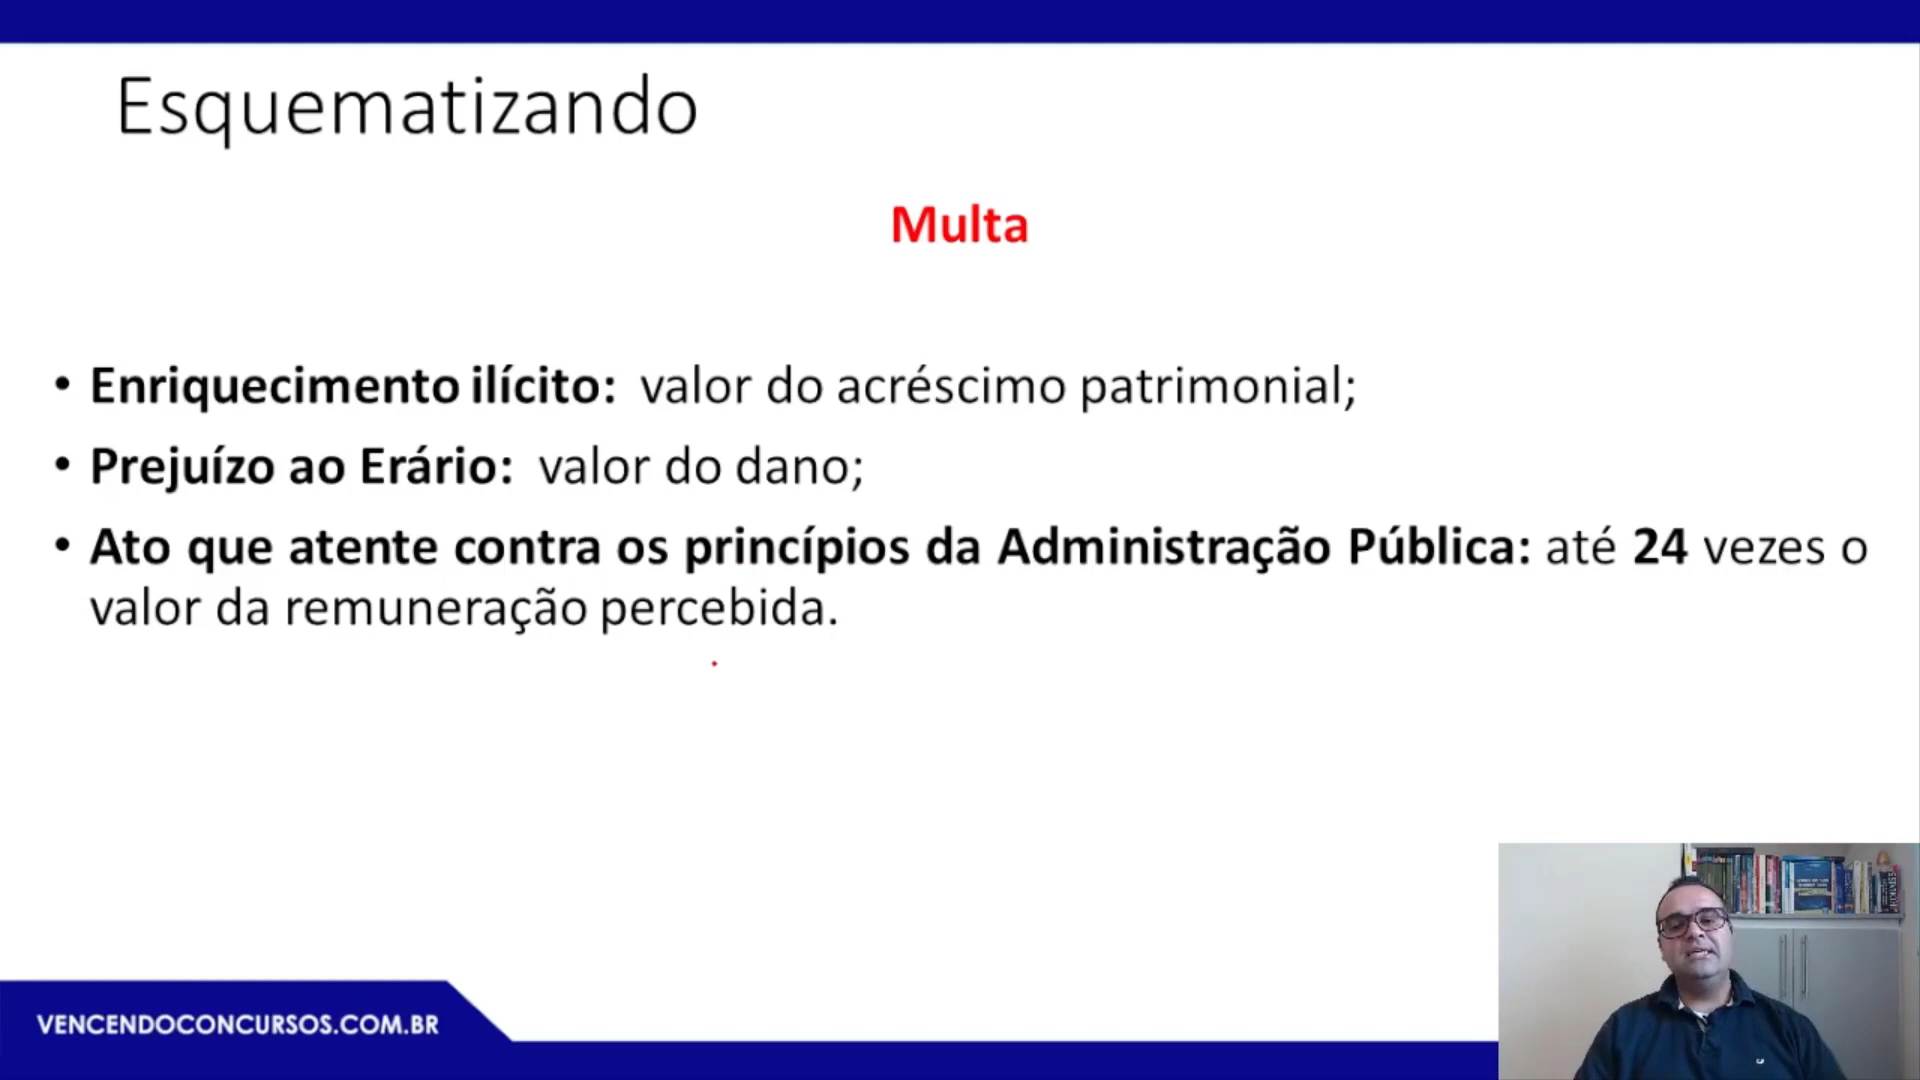 Esquematizando
Multa
• Enriquecimento ilícito: valor do acréscimo patrimonial;
• Prejuízo ao Erário: valor do dano;
• Ato que atente contra os princípios da Administração Pública: até 24 vezes o
valor da remuneração percebida.
VENCENDOCONCURSOS.COM.BR